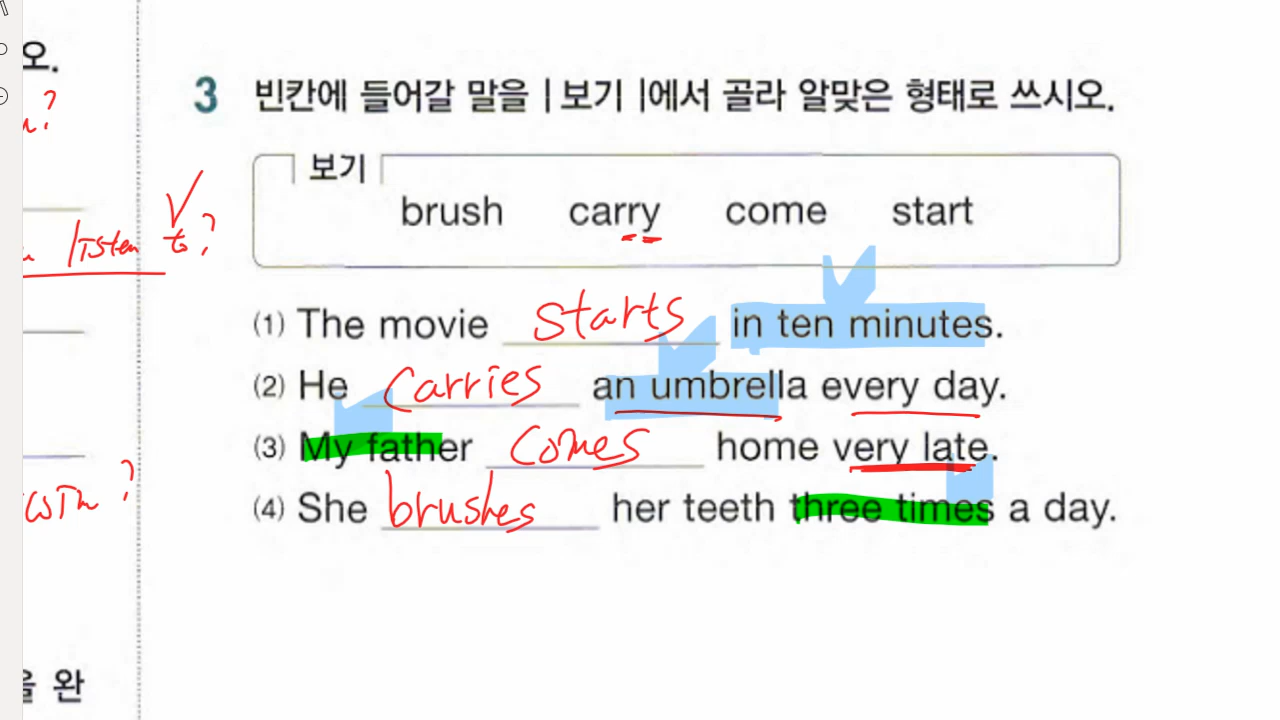 오.
?
listen to?
?
을 완
3 빈칸에 들어갈 말을 | 보기 |에서 골라 알맞은 형태로 쓰시오.
보기
brush carry come start
(1) The movie starts in ten minutes.
(2) He carries an umbrella every day.
(3) My father comes home very late.
(4) She brushes her teeth three times a day.